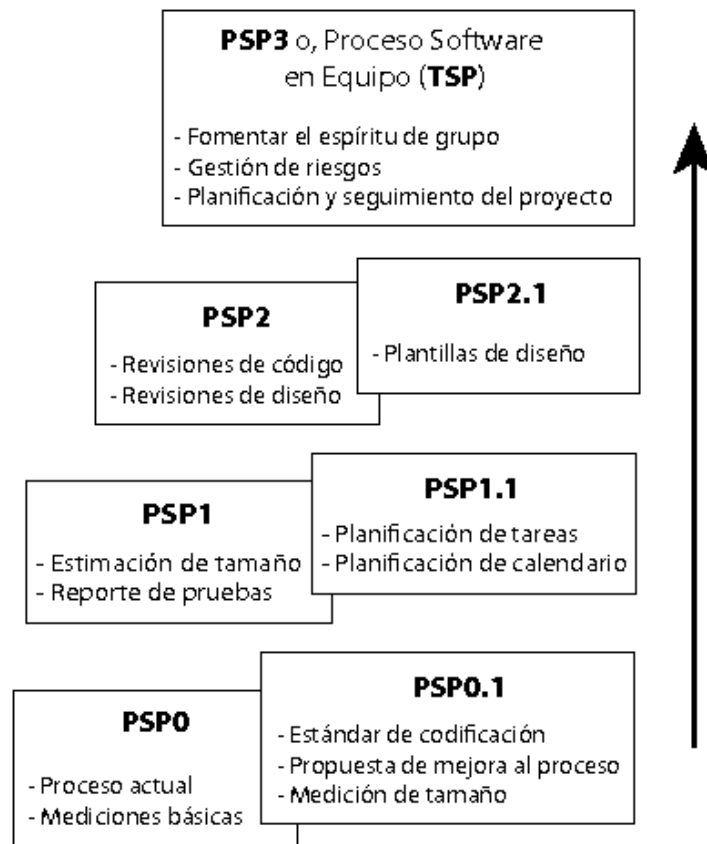 PSP3 o, Proceso Software
en Equipo (TSP)
- Fomentar el espíritu de grupo
- Gestión de riesgos
- Planificación y seguimiento del proyecto
PSP2
- Revisiones de código
- Revisiones de diseño
PSP2.1
- Plantillas de diseño
PSP1
- Estimación de tamaño
- Reporte de pruebas
PSP1.1
- Planificación de tareas
- Planificación de calendario
PSP0
- Proceso actual
- Mediciones básicas
PSP0.1
- Estándar de codificación
- Propuesta de mejora al proceso
- Medición de tamaño